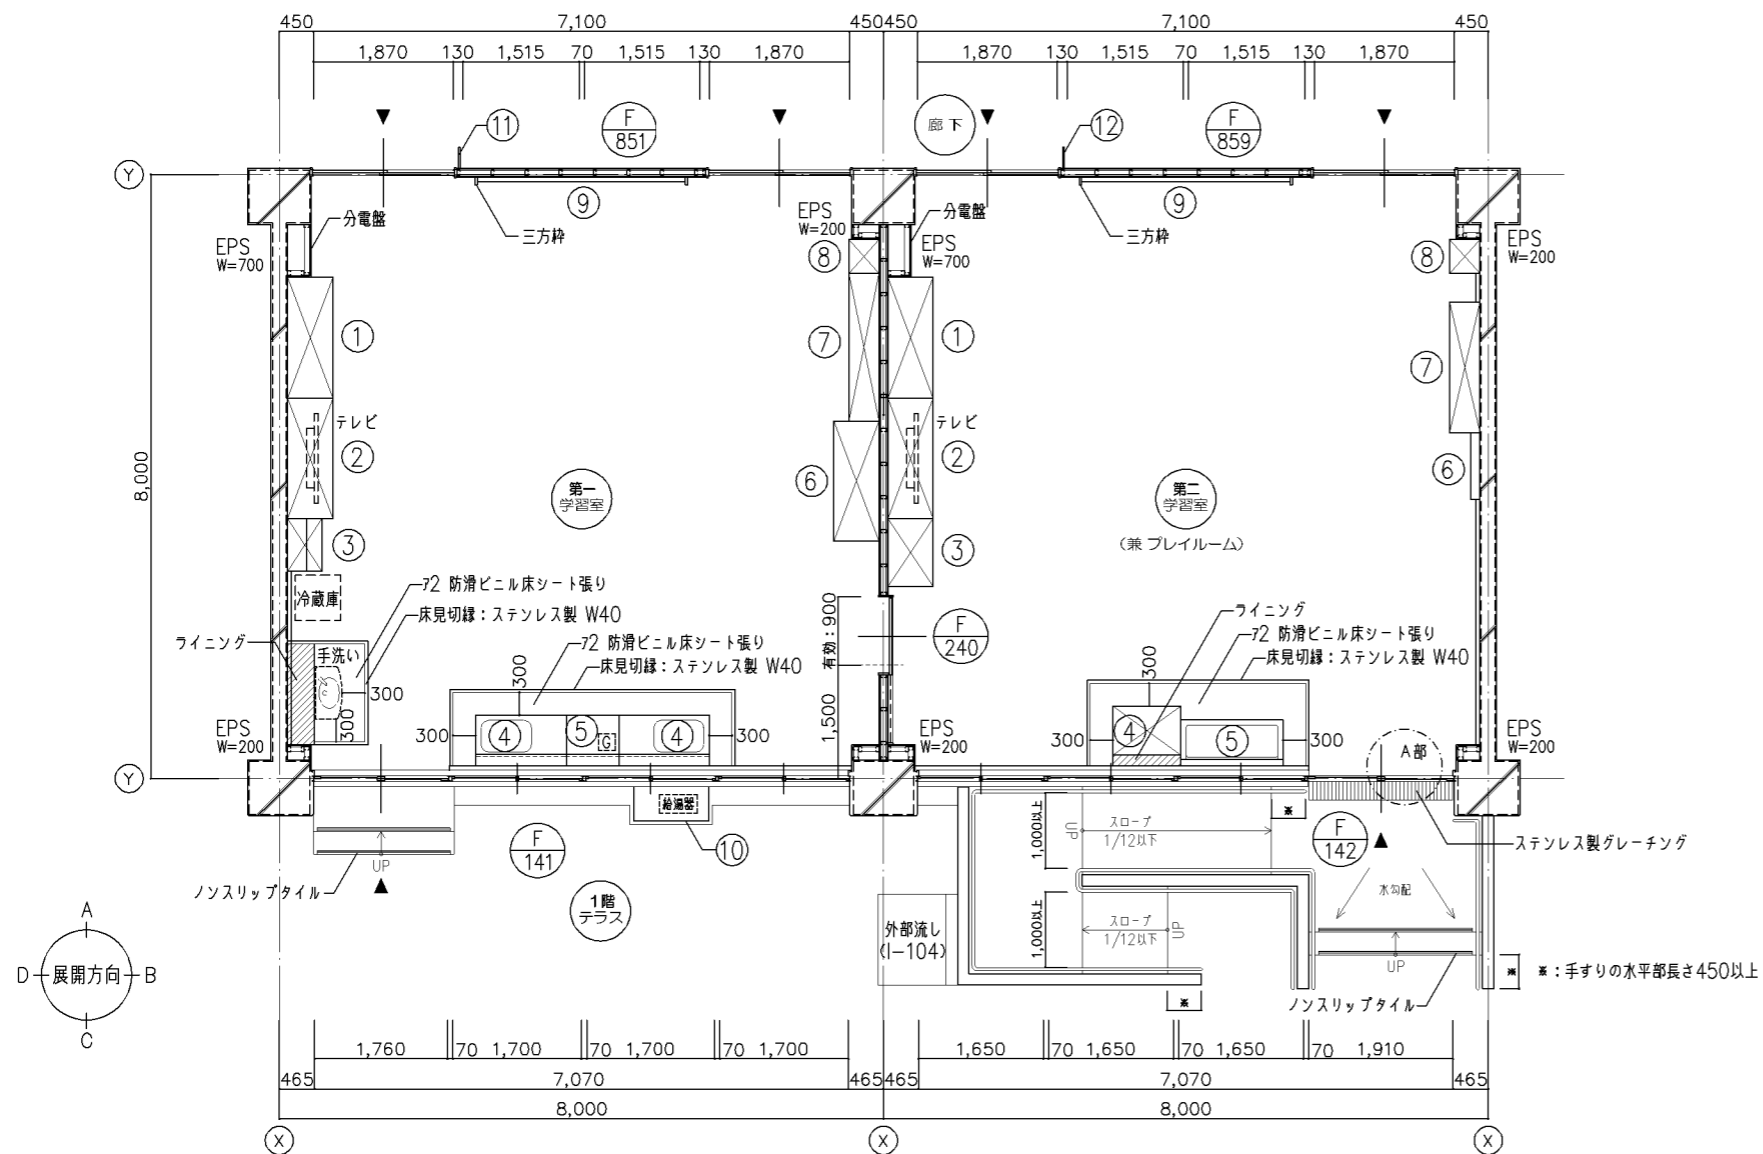 450 7,100 450 450 7,100 450
1,870 130 1,515 70 1,515 130 1,870 1,870 130 1,515 70 1,515 130 1,870
⑪ F 851 廊下 ⑫ F 859
Y Y
8,000
分電盤 三方枠 ⑨
EPS
W=700
EPS
W=200
分電盤 三方枠 ⑨
EPS
W=700
EPS
W=200
⑧ ⑧
① ⑦ ① ⑦
テレビ テレビ
② ⑥ ② ⑥
第一
学習室
第二
学習室
(兼 プレイルーム)
③ ③
冷蔵庫
ア2 防滑ビニル床シート張り
床見切縁：ステンレス製 W40
ライニング
手洗い
300
300
ア2 防滑ビニル床シート張り
床見切縁：ステンレス製 W40
300
300 ④ ⑤ G ④ 300
有効：900
1,500
F
240
ライニング
ア2 防滑ビニル床シート張り
床見切縁：ステンレス製 W40
300
300 ④ ⑤ 300
EPS
W=200
EPS
W=200
EPS
W=200
A部
給湯器
⑩
F
141
UP
ノンスリップタイル
1階
テラス
外部流し
(I-104)
1,000以上
UP
スロープ
1/12以下
※
F
142
ステンレス製グレーチング
水勾配
1,000以上
スロープ
1/12以下
UP
※
UP
ノンスリップタイル
※
※：手すりの水平部長さ450以上
A
D 展開方向 B
C
1,760 70 1,700 70 1,700 70 1,700 1,650 70 1,650 70 1,650 70 1,910
465 7,070 465 465 7,070 465
8,000 8,000
X X X